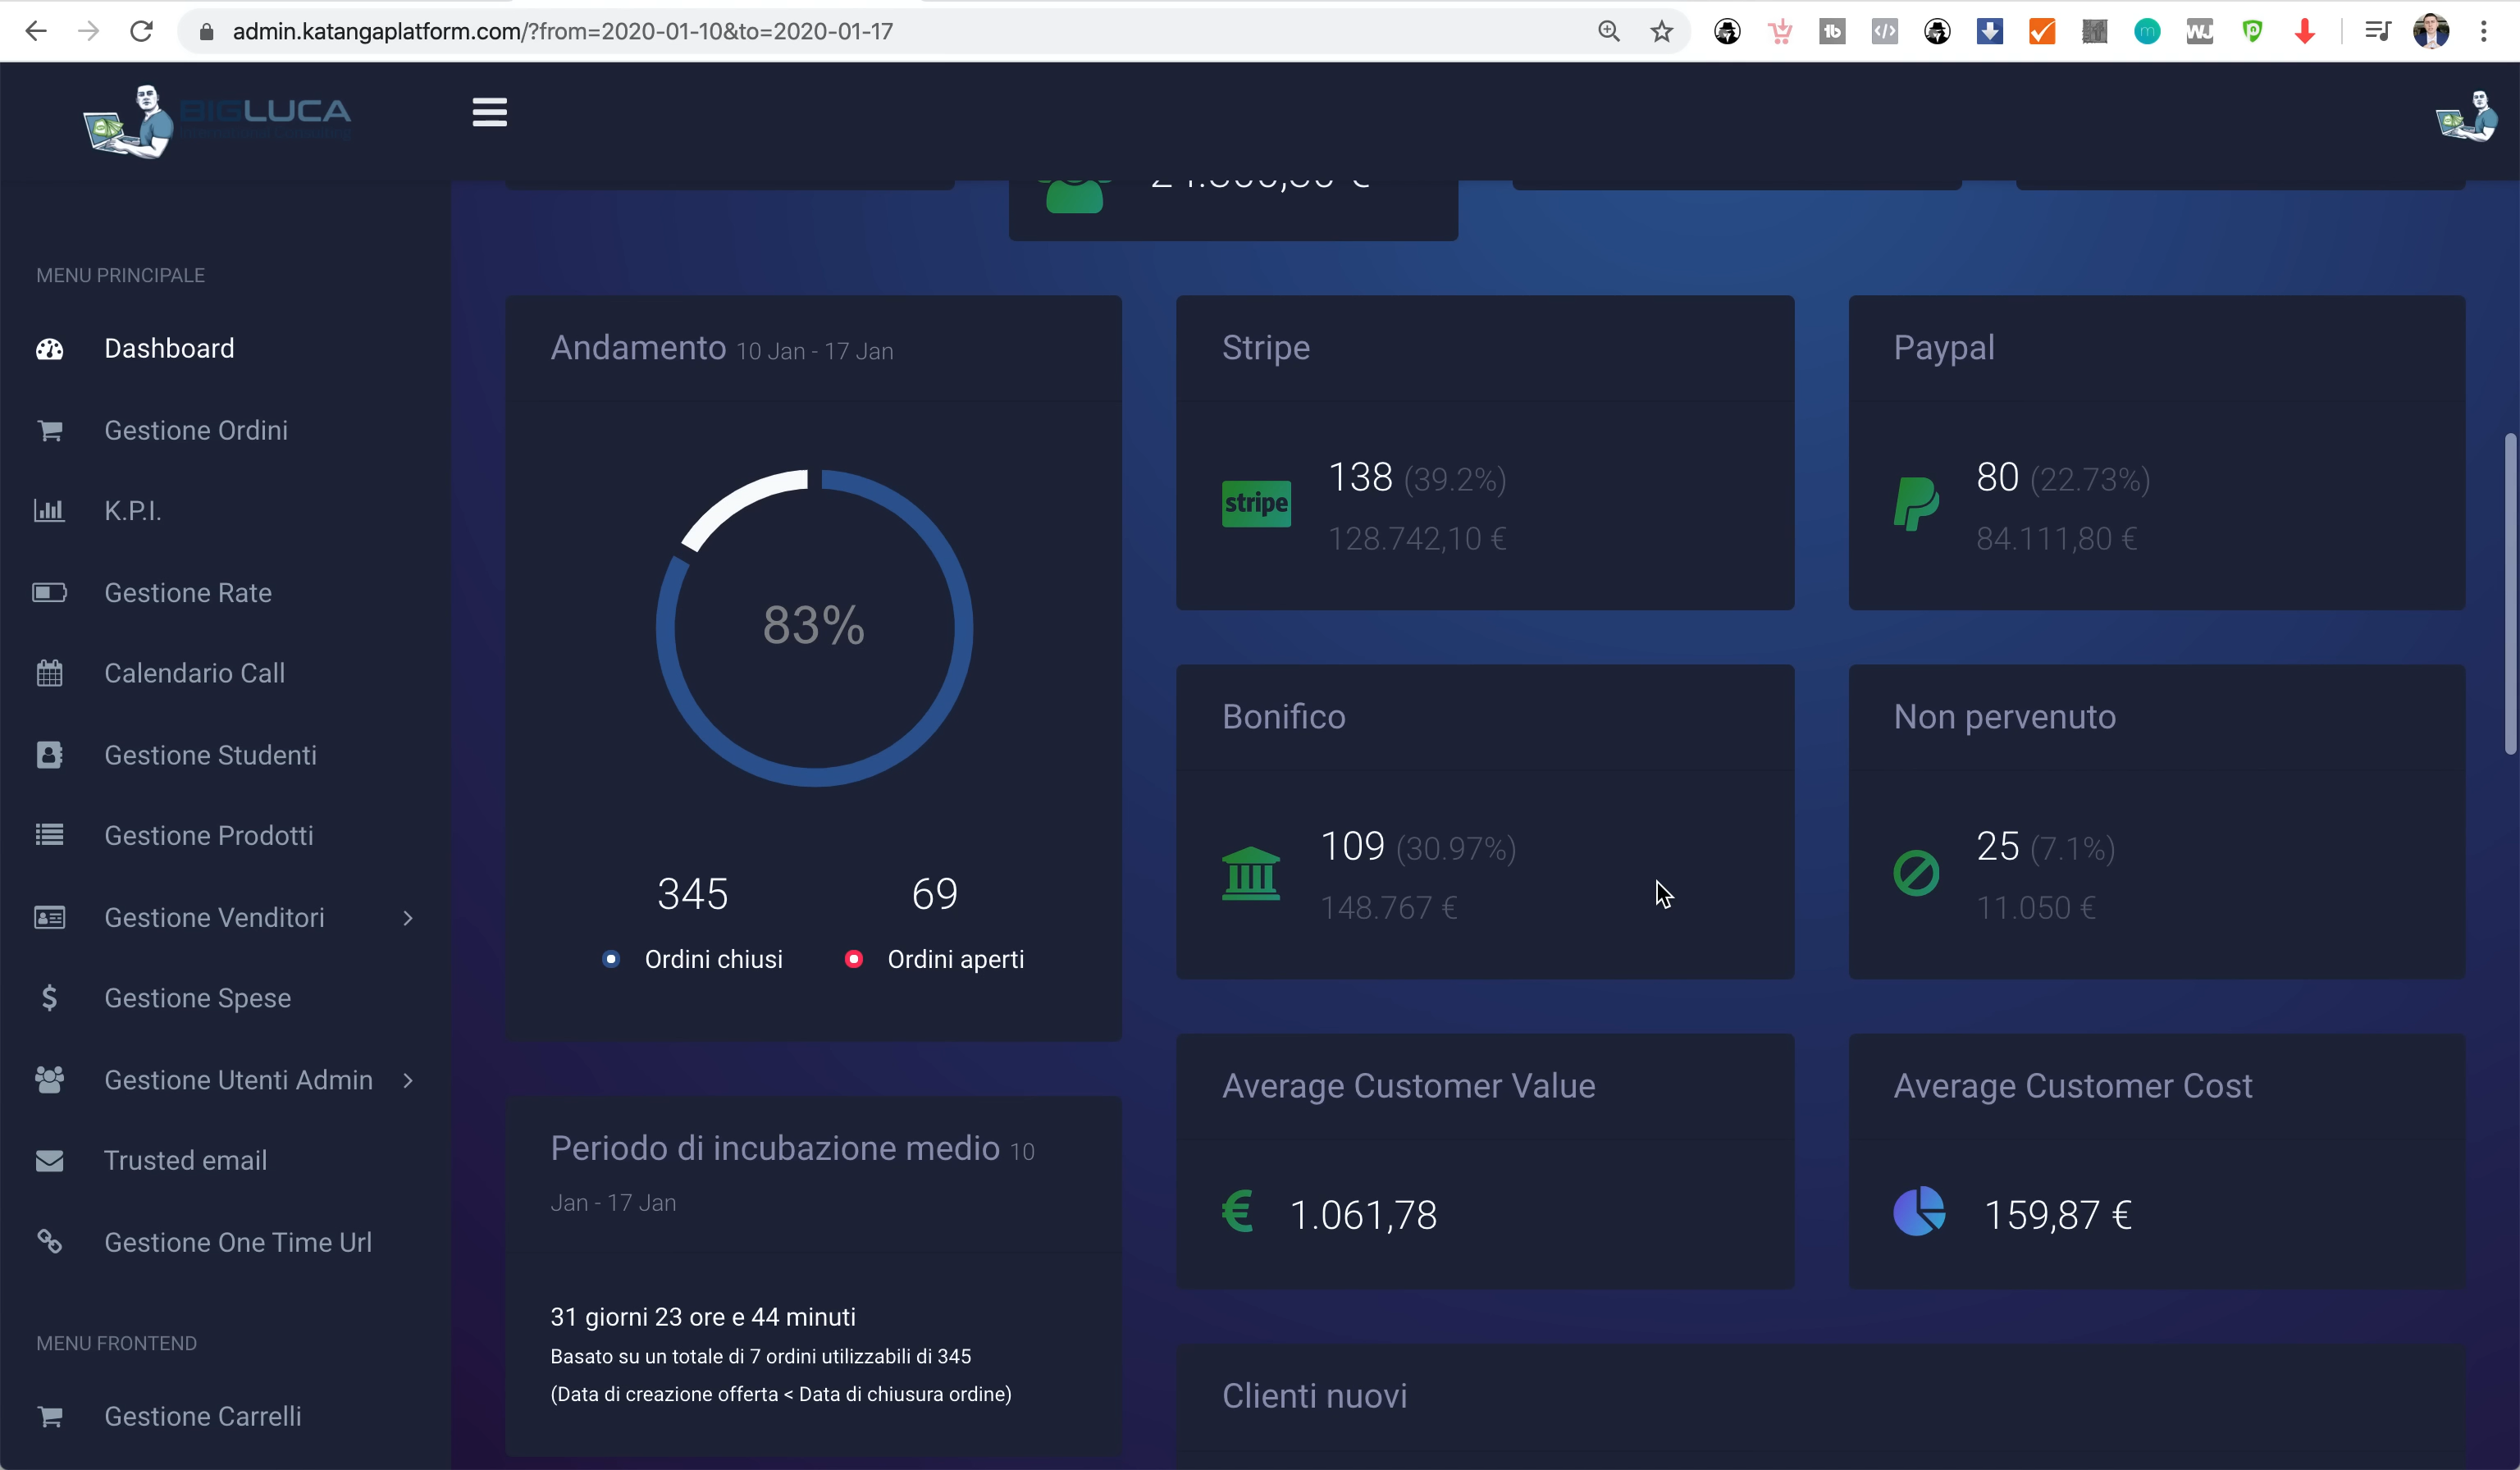 admin.katangaplatform.com/?from=2020-01-10&to=2020-01-17
BIGLUCA
MENU PRINCIPALE
Dashboard
Gestione Ordini
K.P.I.
Gestione Rate
Calendario Call
Gestione Studenti
Gestione Prodotti
Gestione Venditori
Gestione Spese
Gestione Utenti Admin
Trusted email
Gestione One Time Url
MENU FRONTEND
Gestione Carrelli
Andamento 10 Jan - 17 Jan
83%
345
69
Ordini chiusi
Ordini aperti
Periodo di incubazione medio 10
Jan - 17 Jan
31 giorni 23 ore e 44 minuti
Basato su un totale di 7 ordini utilizzabili di 345
(Data di creazione offerta < Data di chiusura ordine)
Stripe
stripe
138 (39.2%)
128.742,10 €
Paypal
80 (22.73%)
84.111,80 €
Bonifico
109 (30.97%)
148.767 €
Non pervenuto
25 (7.1%)
11.050 €
Average Customer Value
€ 1.061,78
Average Customer Cost
159,87 €
Clienti nuovi